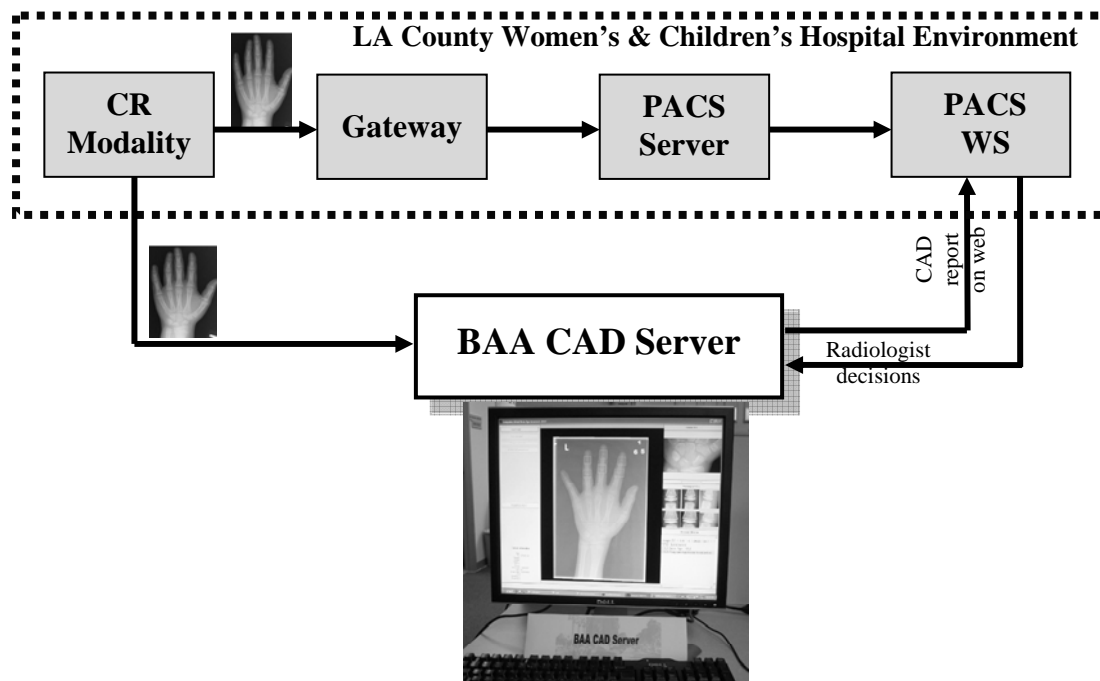 LA County Women's & Children's Hospital Environment
CR
Modality
Gateway
PACS
Server
PACS
WS
CAD
report
on web
BAA CAD Server
Radiologist
decisions
L
BAA CAD Server